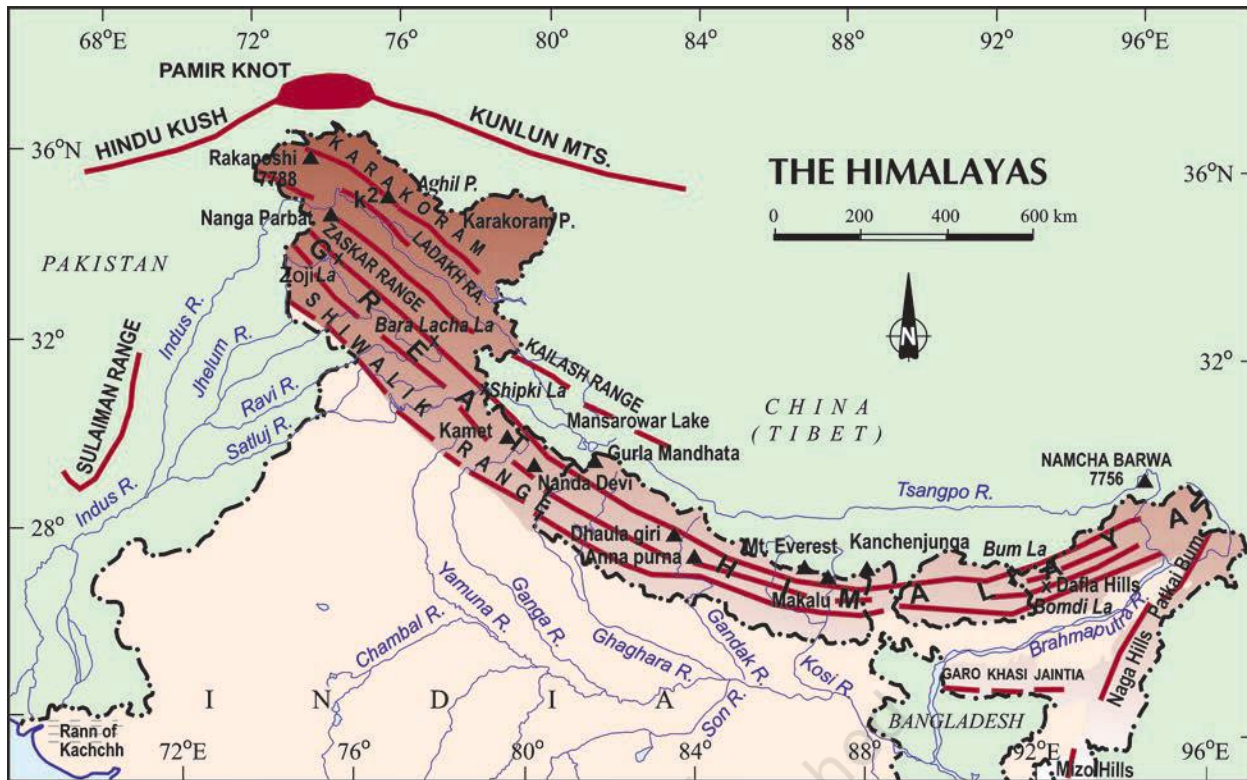 68°E 72° 76° 80° 84° 88° 92° 96°E
PAMIR KNOT
HINDU KUSH
KUNLUN MTS.
36°N
36°N
THE HIMALAYAS
0 200 400 600 km
N
KARAKORAM
Rakaposhi
7788
k2
Aghil P.
Karakoram P.
Nanga Parbat
LADAKH RA.
ZASKAR RANGE
PAKISTAN
Zoji La
GREAT HIMALAYAN
SHIWALIK RANGE
Bara Lacha La
Indus R.
Jhelum R.
32°
32°
SULAIMAN RANGE
Ravi R.
Satluj R.
Shipki La
KAILASH RANGE
Mansarowar Lake
CHINA
(TIBET)
Kamet
Gurla Mandhata
Nanda Devi
NAMCHA BARWA
7756
Tsangpo R.
Indus R.
28°
28°
Dhaula giri
Anna purna
Mt. Everest
Kanchenjunga
Makalu
Bum La
Dafla Hills
Bomdi La
Patkai Bum
Naga Hills
Brahmaputra R.
Yamuna R.
Ganga R.
Chambal R.
Ghaghara R.
Gandak R.
Kosi R.
Son R.
GARO KHASI JAINTIA
INDIA
BANGLADESH
Rann of
Kachchh
Mizo Hills
72°E 76° 80° 84° 88° 92°E 96°E